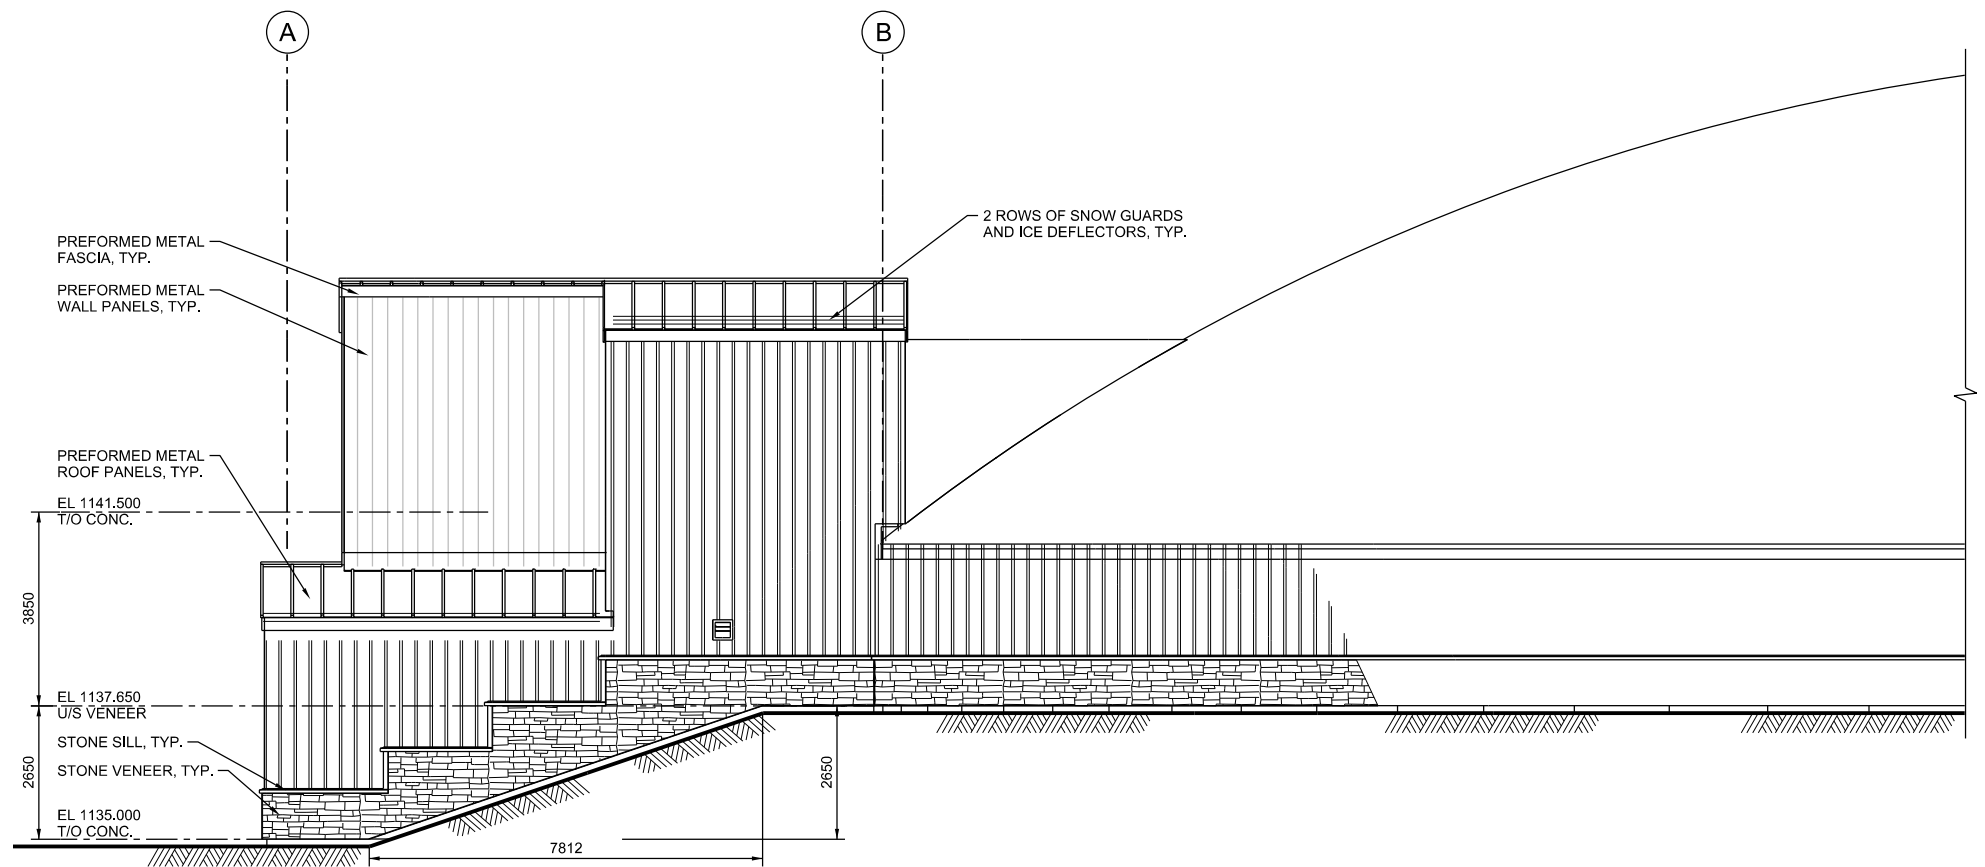 A
B
2 ROWS OF SNOW GUARDS
AND ICE DEFLECTORS, TYP.
PREFORMED METAL
FASCIA, TYP.
PREFORMED METAL
WALL PANELS, TYP.
PREFORMED METAL
ROOF PANELS, TYP.
EL 1141.500
T/O CONC.
3850
EL 1137.650
U/S VENEER
STONE SILL, TYP.
STONE VENEER, TYP.
2650
2650
EL 1135.000
T/O CONC.
7812